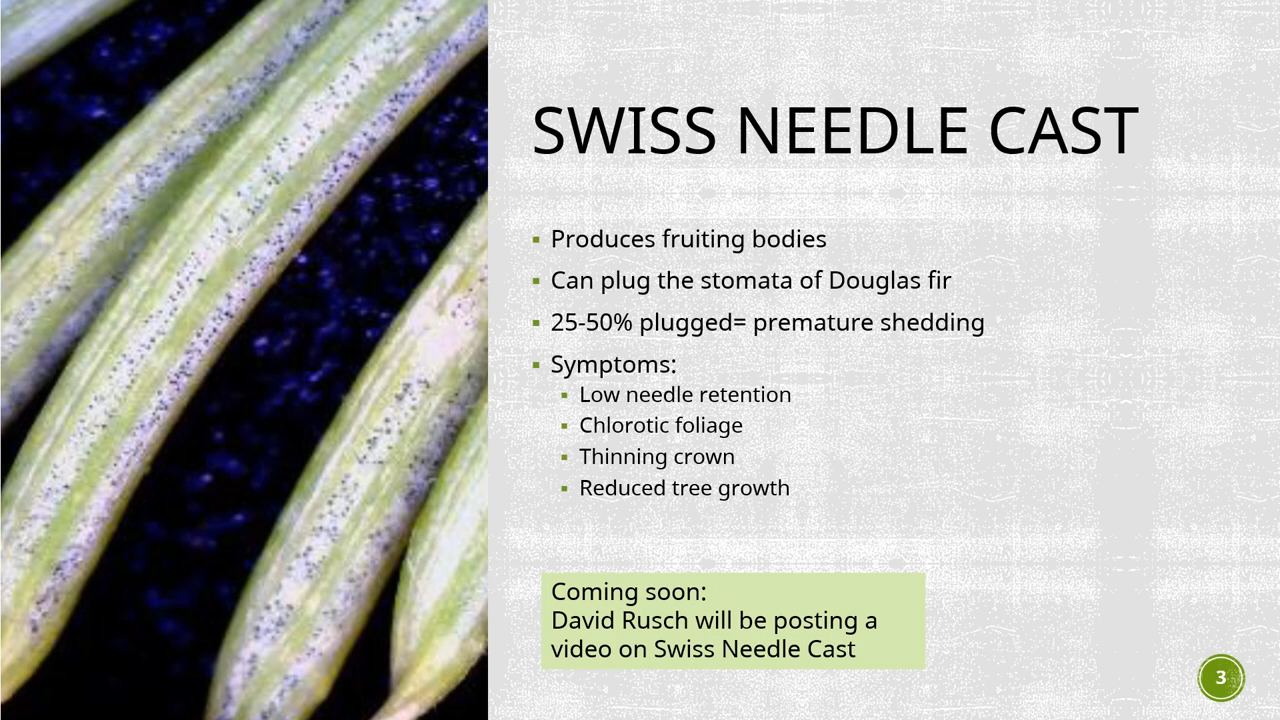 SWISS NEEDLE CAST
▪ Produces fruiting bodies
▪ Can plug the stomata of Douglas fir
▪ 25-50% plugged= premature shedding
▪ Symptoms:
▪ Low needle retention
▪ Chlorotic foliage
▪ Thinning crown
▪ Reduced tree growth
Coming soon:
David Rusch will be posting a
video on Swiss Needle Cast
3